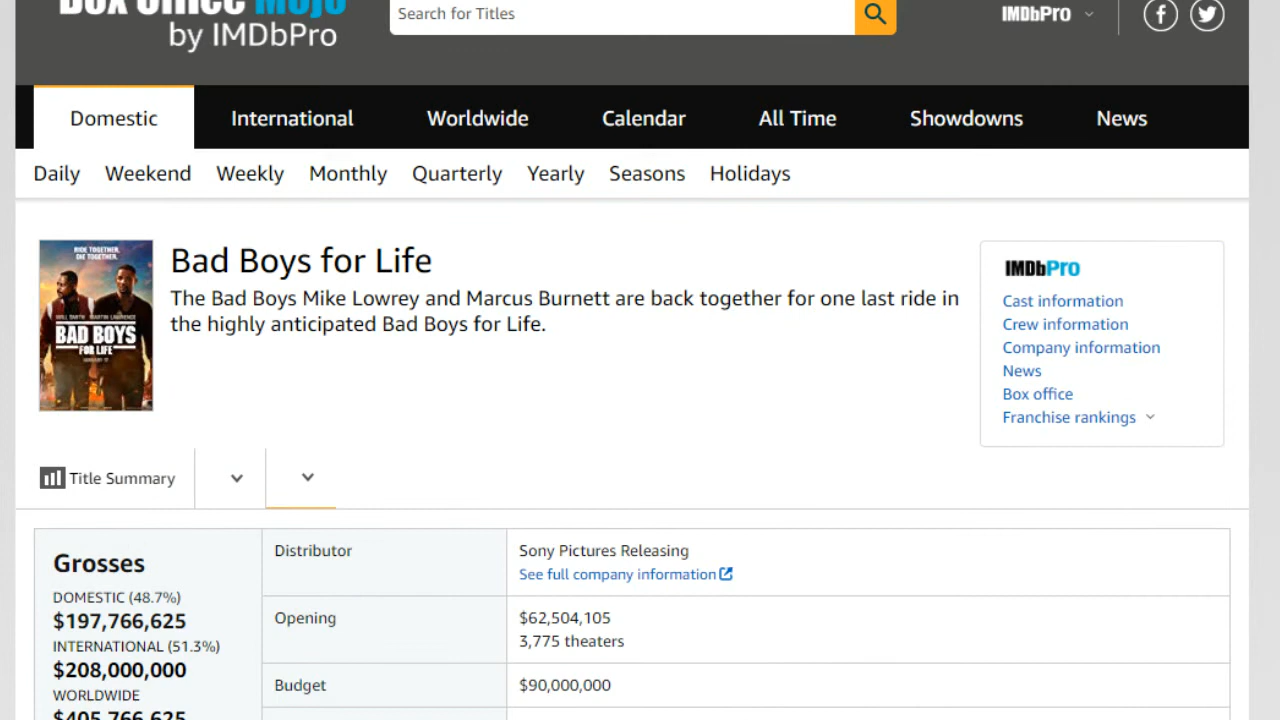 Box Office Mojo
by IMDbPro
Search for Titles
IMDbPro
Domestic International Worldwide Calendar All Time Showdowns News
Daily Weekend Weekly Monthly Quarterly Yearly Seasons Holidays
RIDE TOGETHER.
DIE TOGETHER.
WILL SMITH MARTIN LAWRENCE
BAD BOYS
FOR LIFE
Bad Boys for Life
The Bad Boys Mike Lowrey and Marcus Burnett are back together for one last ride in
the highly anticipated Bad Boys for Life.
IMDbPro
Cast information
Crew information
Company information
News
Box office
Franchise rankings
Title Summary
Grosses
DOMESTIC (48.7%)
$197,766,625
INTERNATIONAL (51.3%)
$208,000,000
WORLDWIDE
$405,766,625
Distributor
Sony Pictures Releasing
See full company information
Opening
$62,504,105
3,775 theaters
Budget
$90,000,000